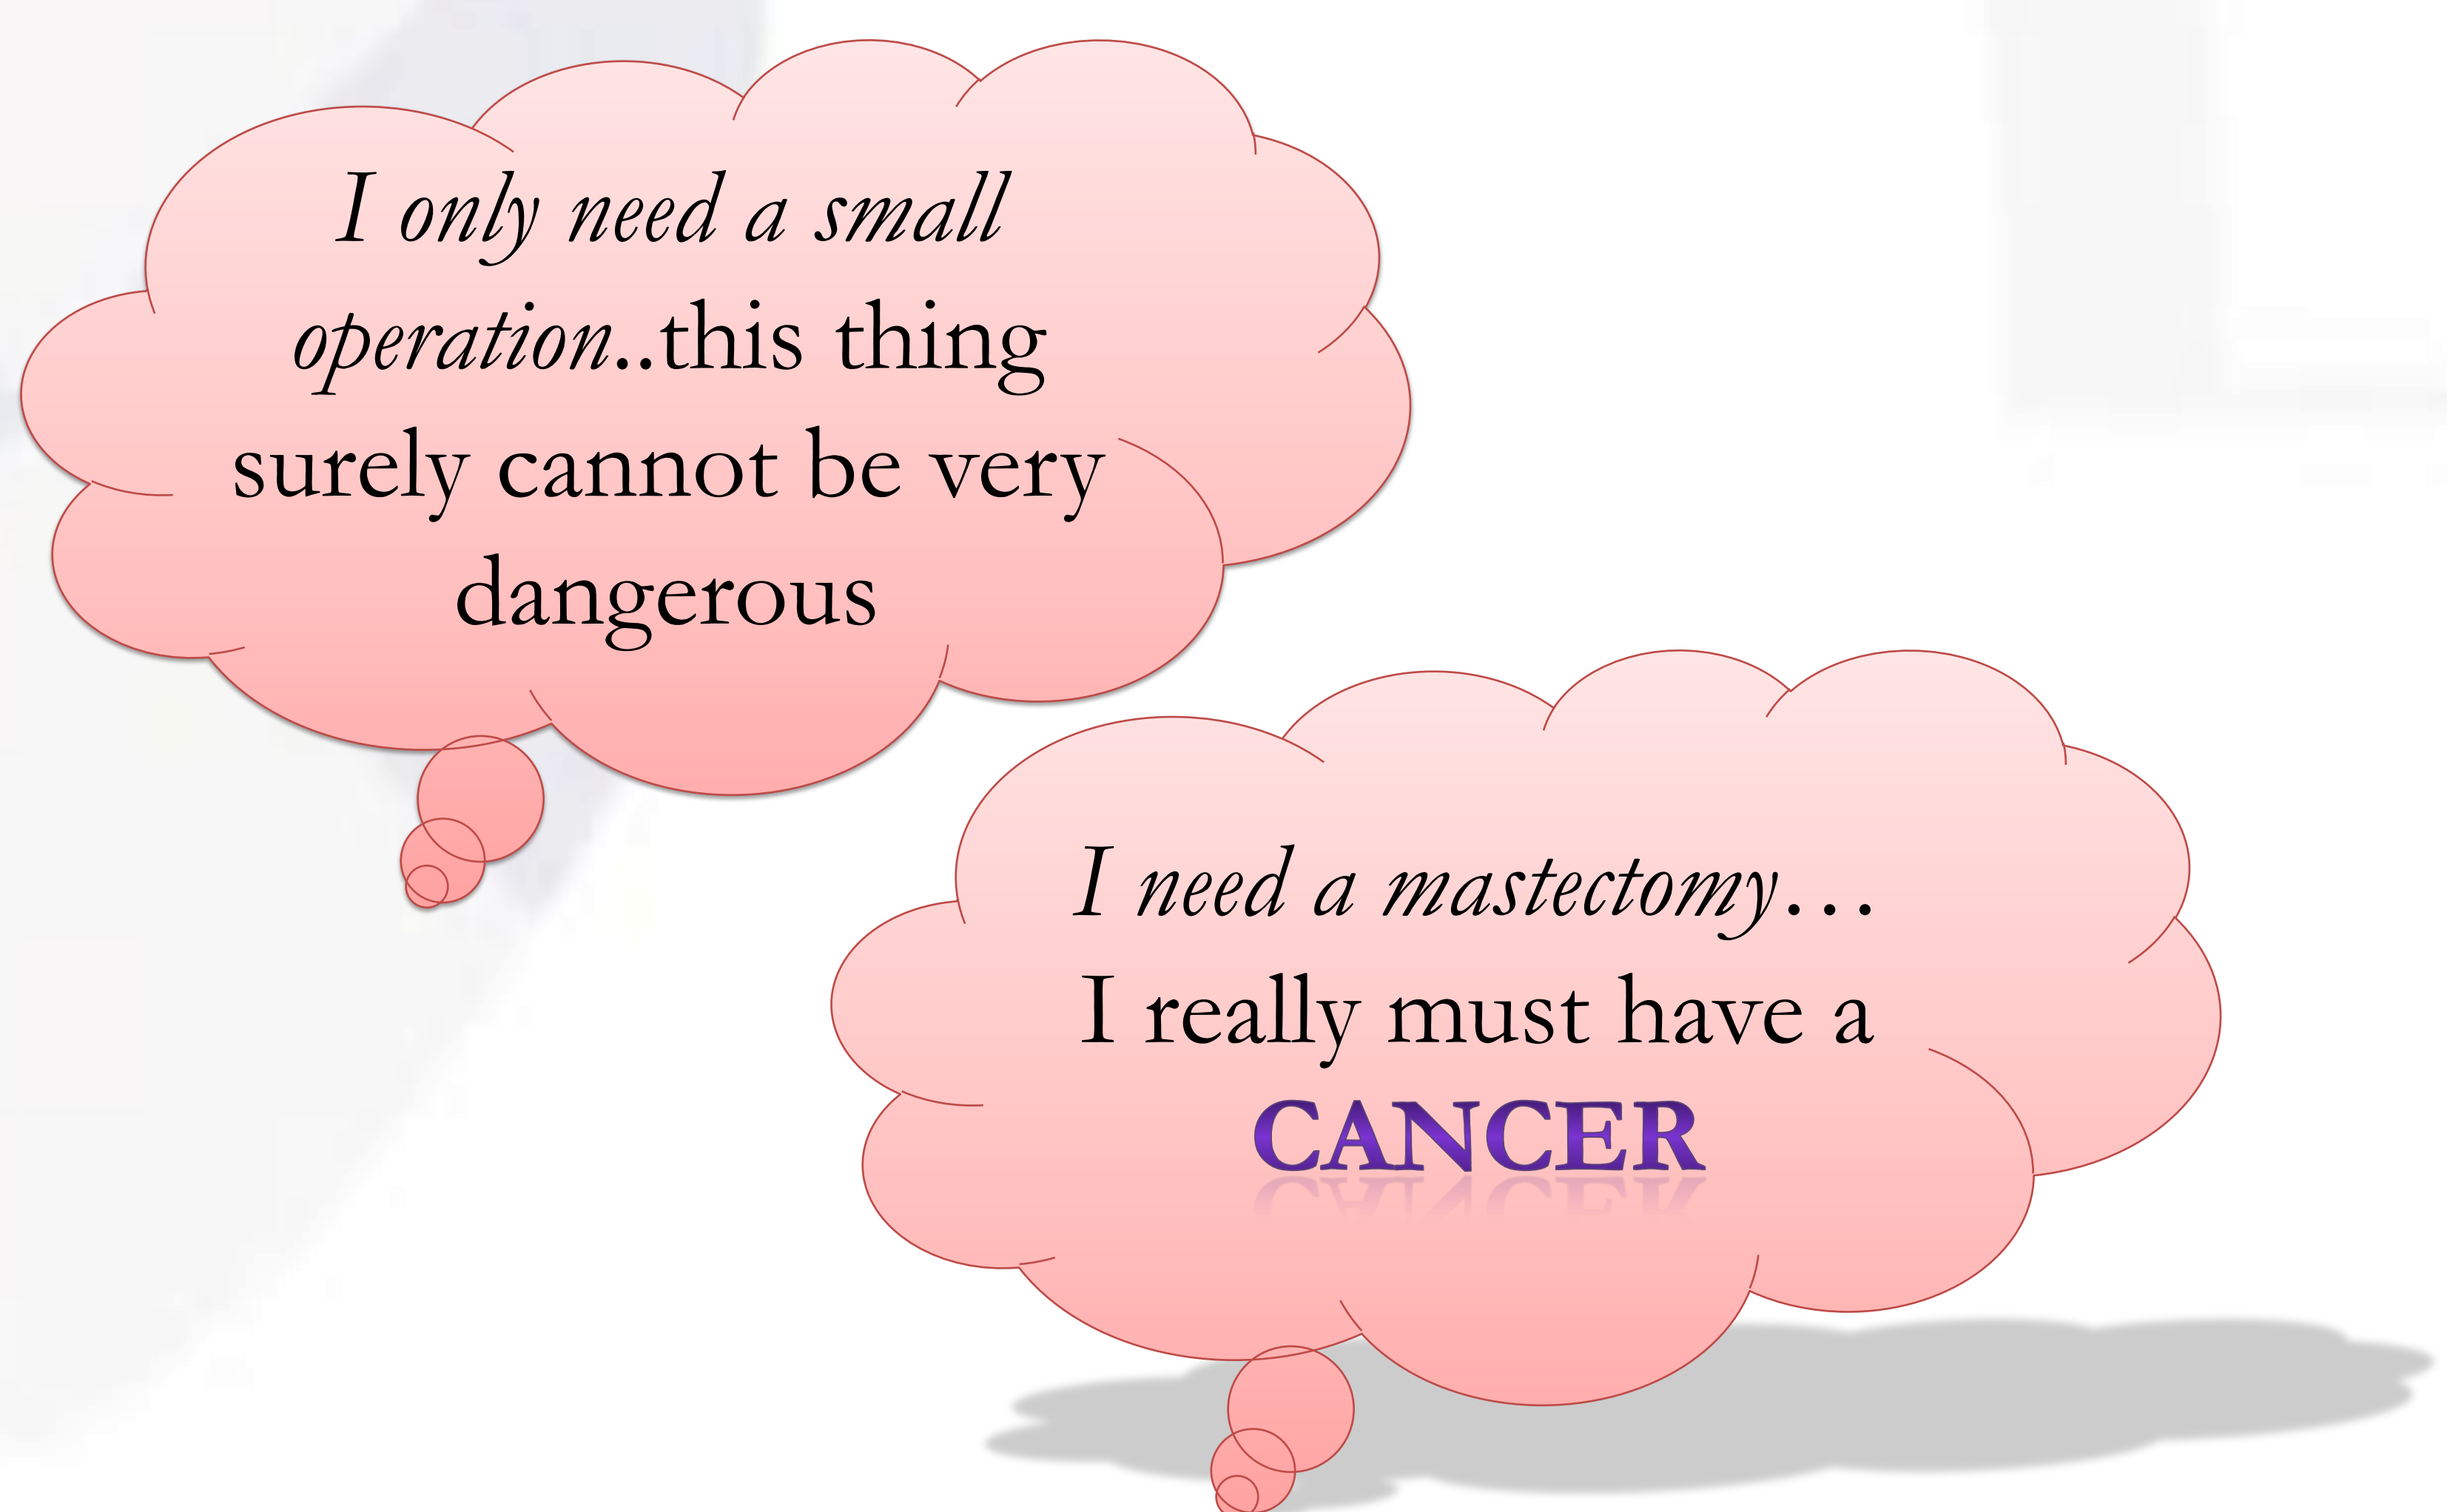 I only need a small
operation..this thing
surely cannot be very
dangerous
I need a mastectomy…
I really must have a
CANCER